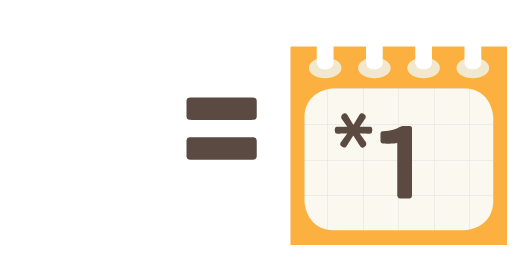 = *1